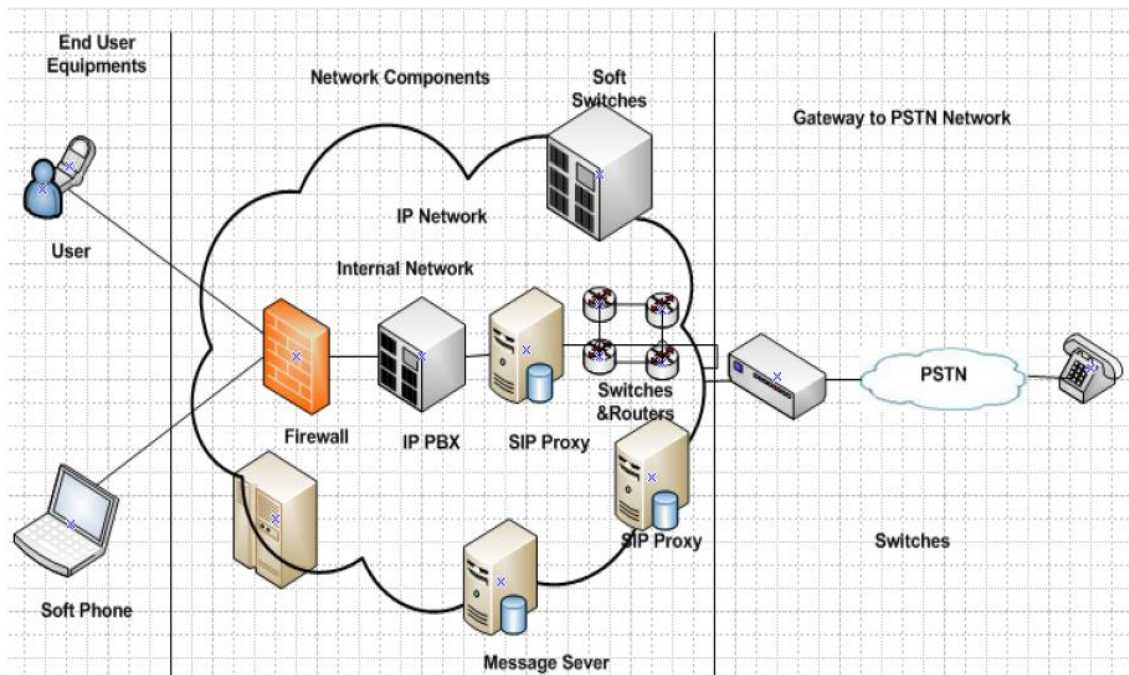 End User
Equipments
Network Components
Soft
Switches
Gateway to PSTN Network
IP Network
User
Internal Network
PSTN
Switches
&Routers
Firewall
IP PBX
SIP Proxy
SIP Proxy
Switches
Soft Phone
Message Sever